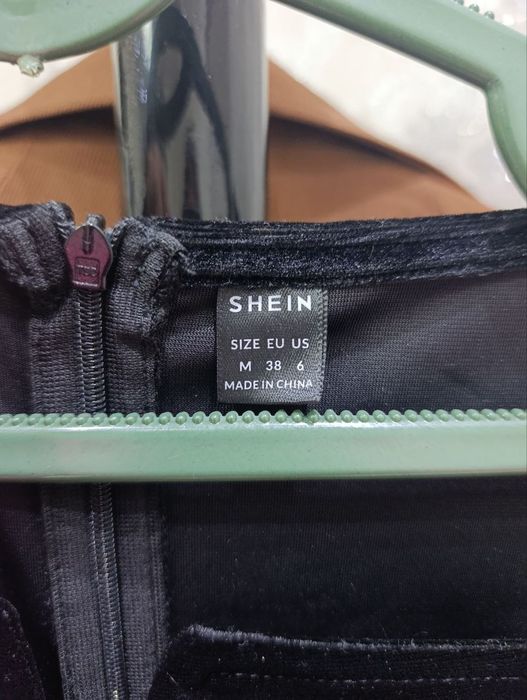 SHEIN
SIZE EU US
M 38 6
MADE IN CHINA